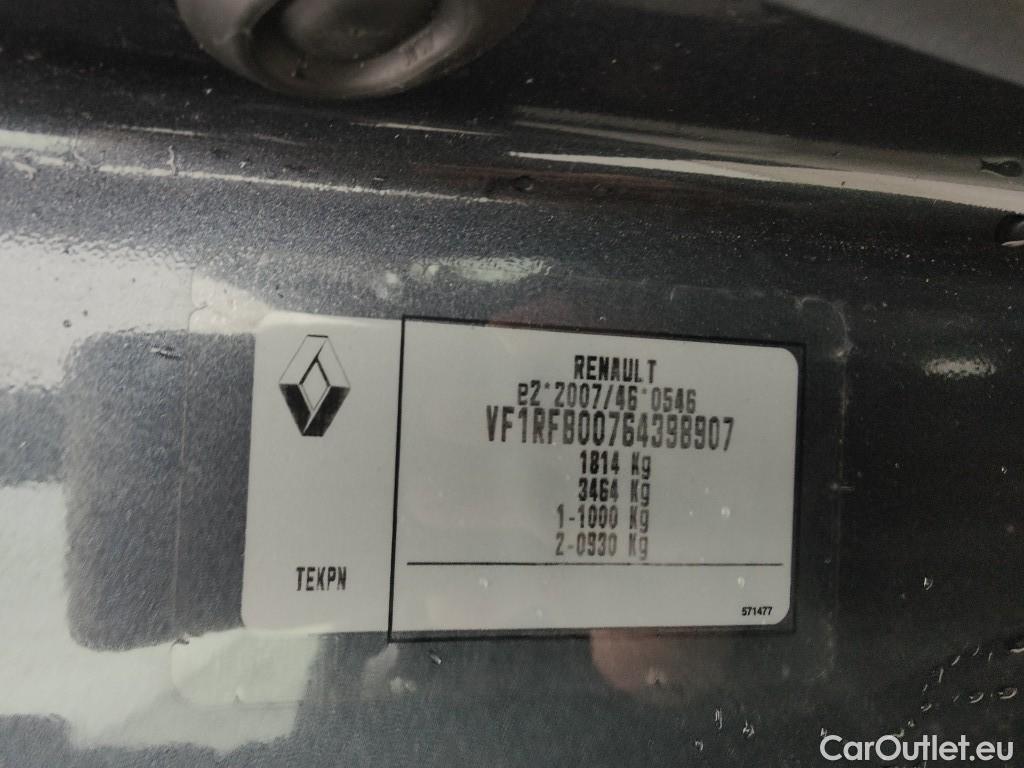 RENAULT
e2*2007/46*0546
VF1RFB00764398907
1814 Kg
3464 Kg
1-1000 Kg
2-0930 Kg
TEKPN
571477
CarOutlet.eu